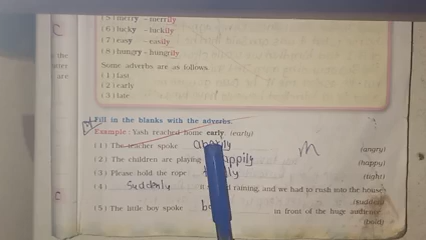 (5) merry - merrily
(6) lucky - luckily
(7) easy - easily
(8) hungry - hungrily
Some adverbs are as follows.
(1) last
(2) early
(3) late
Fill in the blanks with the adverbs.
Example: Yash reached home early. (early)
(1) The teacher spoke (angry)
(2) The children are playing happily (happy)
(3) Please hold the rope (tight)
(4) suddenly raining, and we had to rush into the house.
(sudden)
(5) The little boy spoke in front of the huge audience.
(bold)